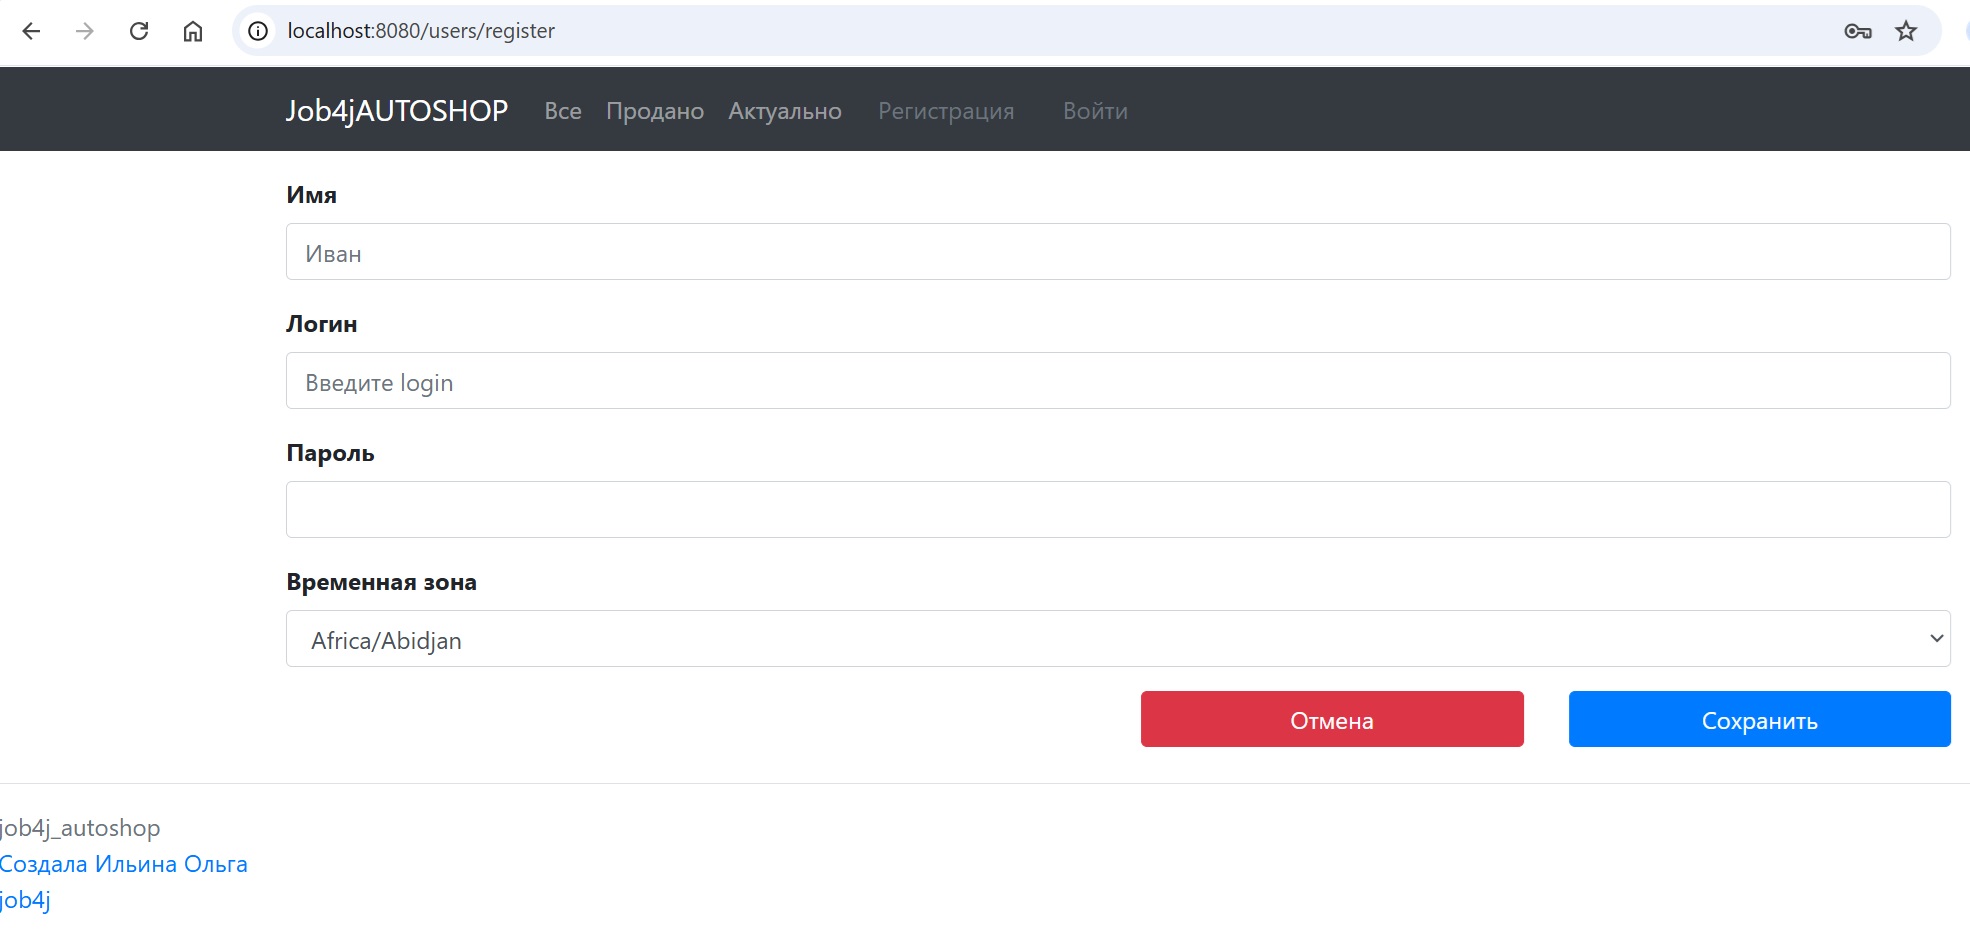 localhost:8080/users/register
Job4jAUTOSHOP Все Продано Актуально Регистрация Войти
Имя
Иван
Логин
Введите login
Пароль
Временная зона
Africa/Abidjan
Отмена Сохранить
job4j_autoshop
Создала Ильина Ольга
job4j